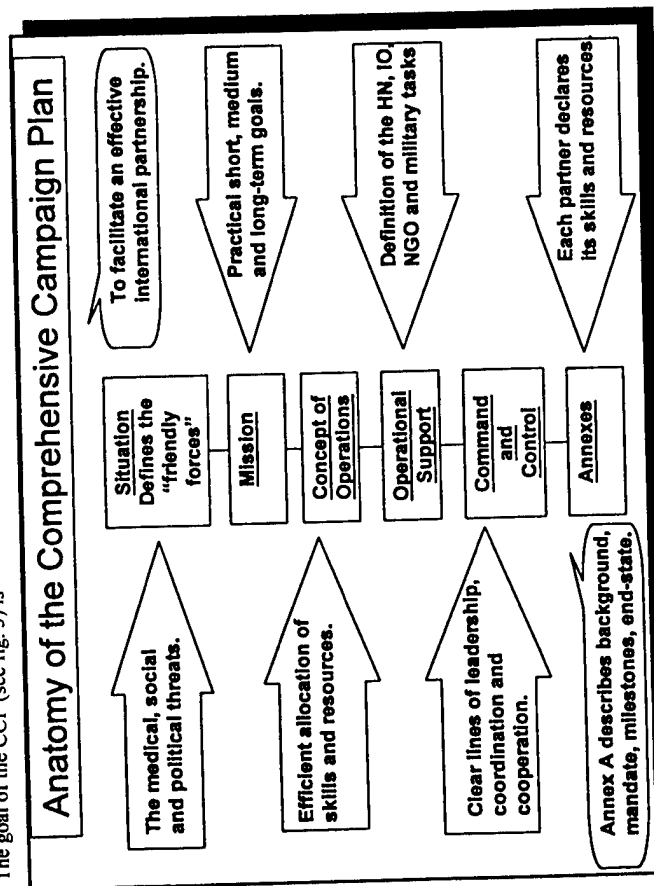 The goal of the CCP (see fig. is
Anatomy of the Comprehensive Campaign Plan
To facilitate an effective
international partnership.
The medical, social
and political threats.
Situation
Defines the
"friendly
forces"
Practical short, medium
and long-term goals.
Mission
Efficient allocation of
skills and resources.
Concept of
Operations
Definition of the HN, IO,
NGO and military tasks
Operational
Support
Clear lines of leadership,
coordination and
cooperation.
Command
and
Control
Each partner declares
its skills and resources.
Annexes
Annex A describes background,
mandate, milestones, end-state.